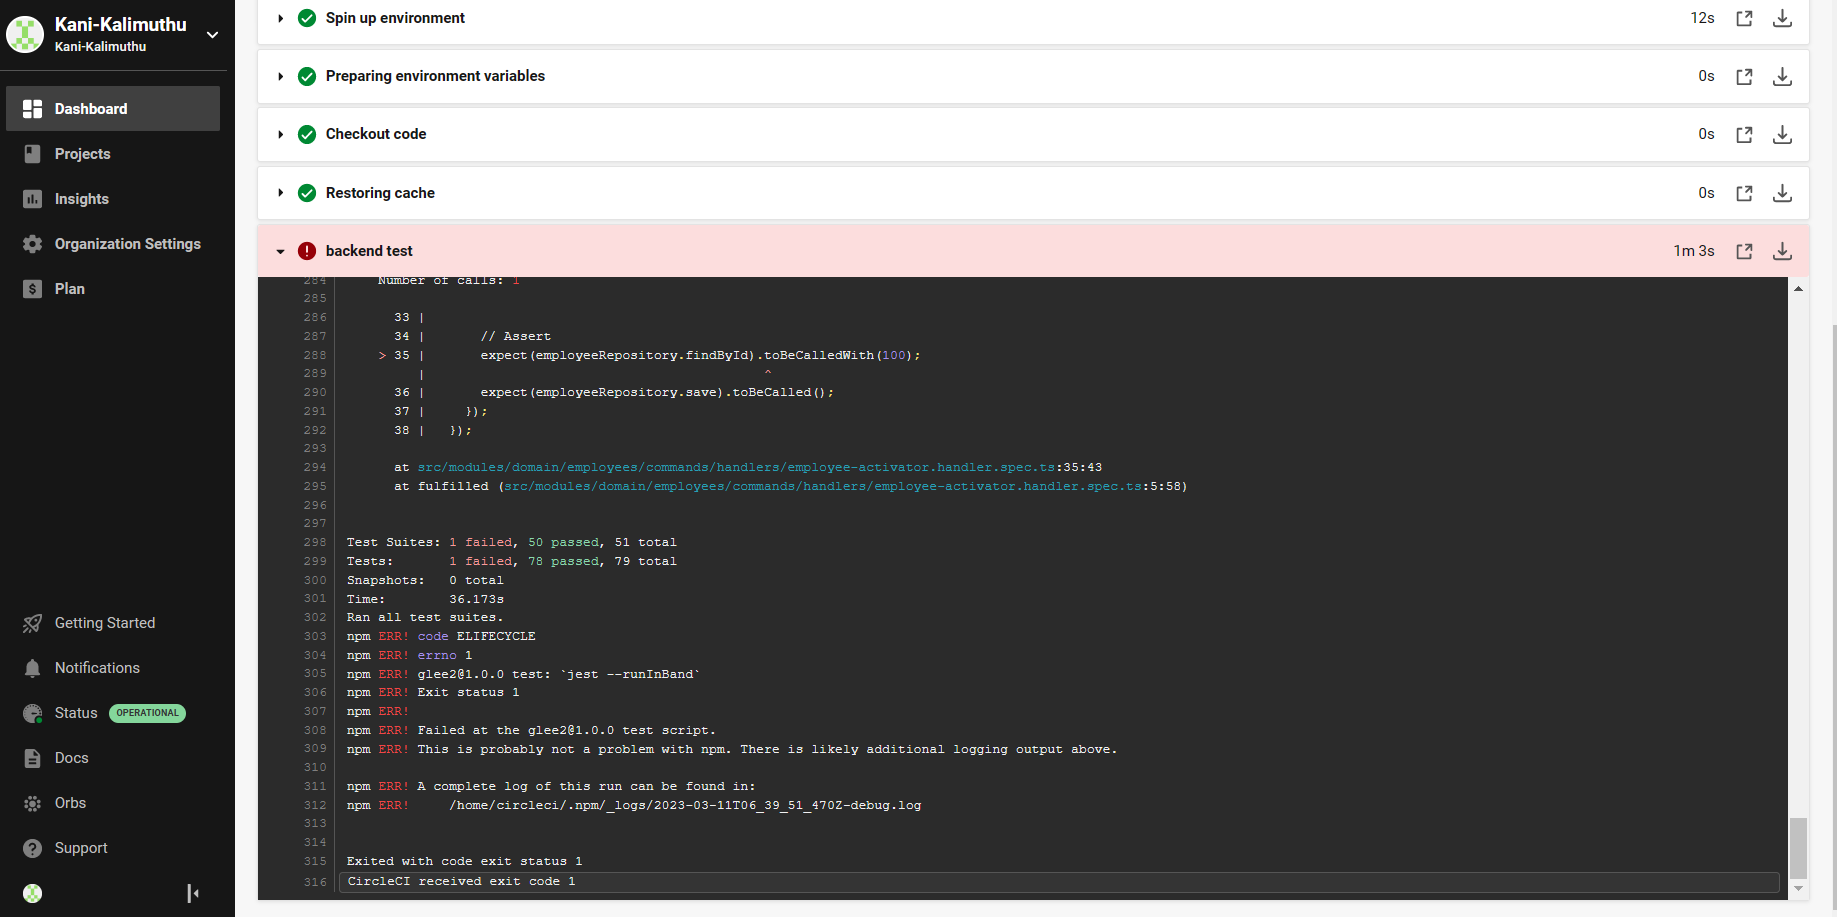 Kani-Kalimuthu
Kani-Kalimuthu
Dashboard
Projects
Insights
Organization Settings
Plan
Getting Started
Notifications
Status OPERATIONAL
Docs
Orbs
Support
Spin up environment 12s
Preparing environment variables 0s
Checkout code 0s
Restoring cache 0s
backend test 1m 3s
284 Number of calls: 1
285
286 33 |
287 34 | // Assert
288 > 35 | expect(employeeRepository.findById).toBeCalledWith(100);
289 | ^
290 36 | expect(employeeRepository.save).toBeCalled();
291 37 | });
292 38 | });
293
294 at src/modules/domain/employees/commands/handlers/employee-activator.handler.spec.ts:35:43
295 at fulfilled (src/modules/domain/employees/commands/handlers/employee-activator.handler.spec.ts:5:58)
296
297
298 Test Suites: 1 failed, 50 passed, 51 total
299 Tests: 1 failed, 78 passed, 79 total
300 Snapshots: 0 total
301 Time: 36.173s
302 Ran all test suites.
303 npm ERR! code ELIFECYCLE
304 npm ERR! errno 1
305 npm ERR! glee2@1.0.0 test: `jest --runInBand`
306 npm ERR! Exit status 1
307 npm ERR!
308 npm ERR! Failed at the glee2@1.0.0 test script.
309 npm ERR! This is probably not a problem with npm. There is likely additional logging output above.
310
311 npm ERR! A complete log of this run can be found in:
312 npm ERR! /home/circleci/.npm/_logs/2023-03-11T06_39_51_470Z-debug.log
313
314
315 Exited with code exit status 1
316 CircleCI received exit code 1